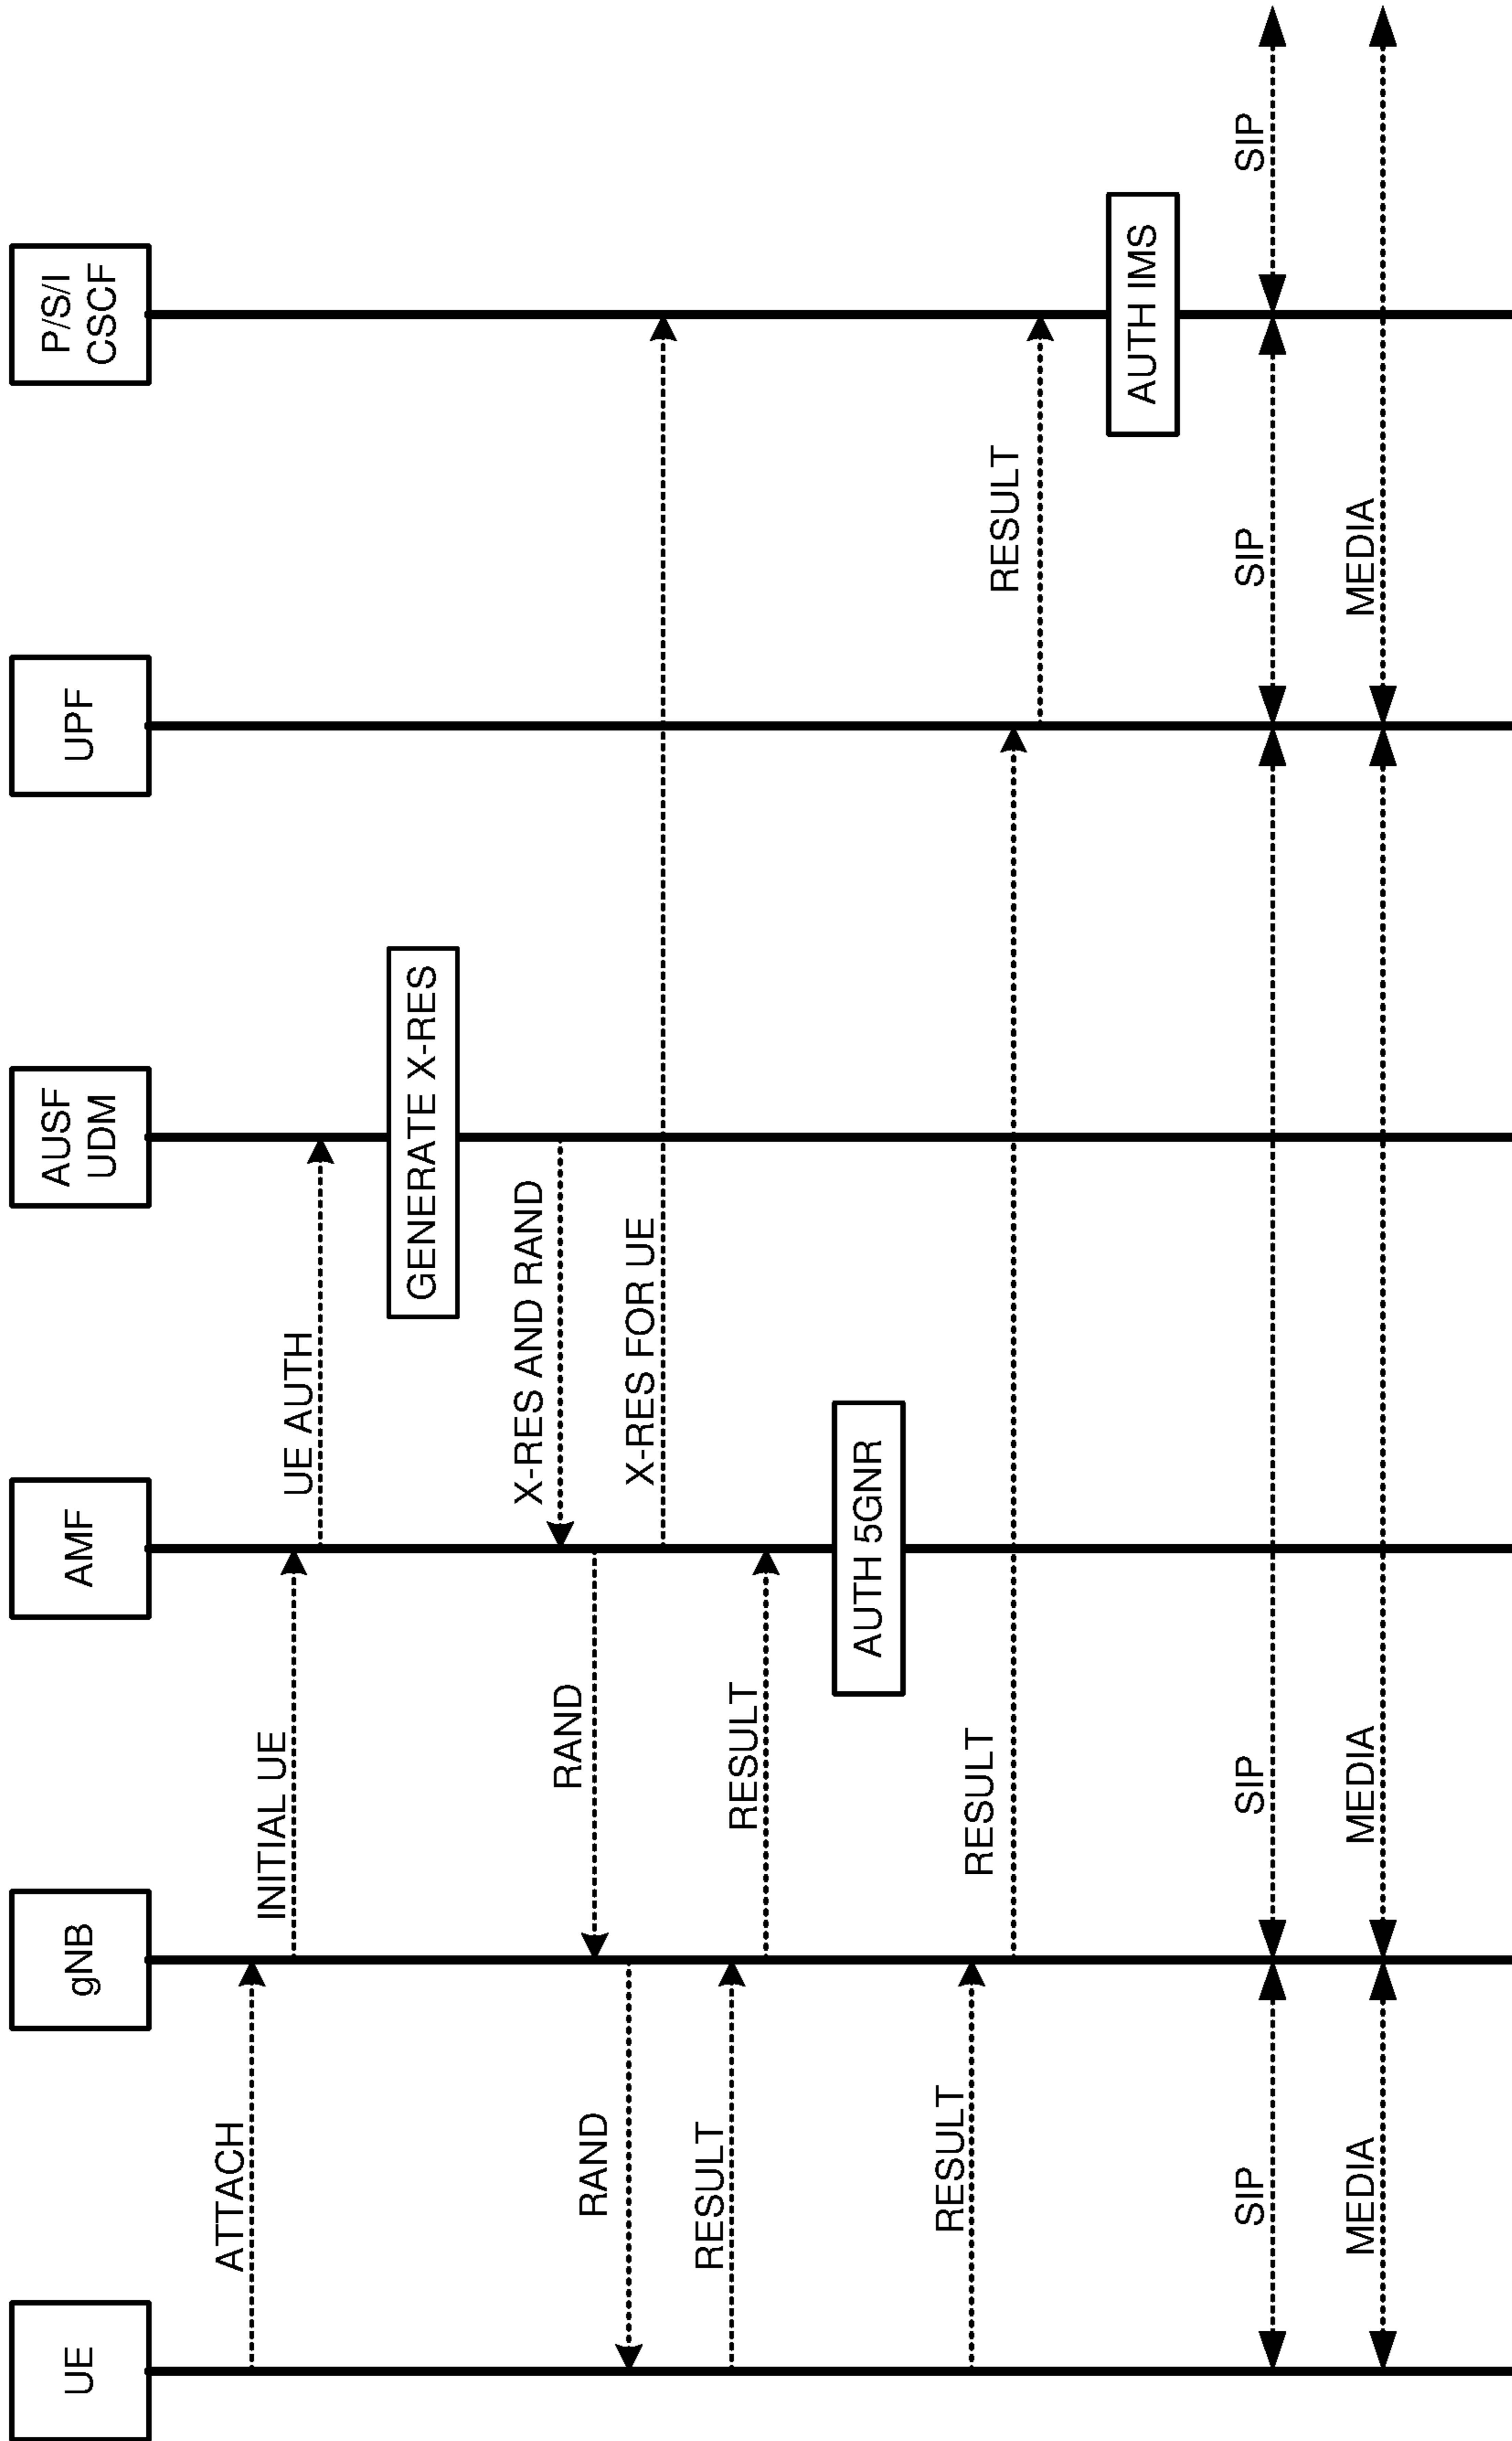 UE
gNB
AMF
AUSF
UDM
UPF
P/S/I
CSCF
ATTACH
INITIAL UE
UE AUTH
GENERATE X-RES
X-RES AND RAND
RAND
RAND
X-RES FOR UE
RESULT
RESULT
AUTH 5GNR
RESULT
RESULT
RESULT
AUTH IMS
SIP
SIP
SIP
SIP
MEDIA
MEDIA
MEDIA